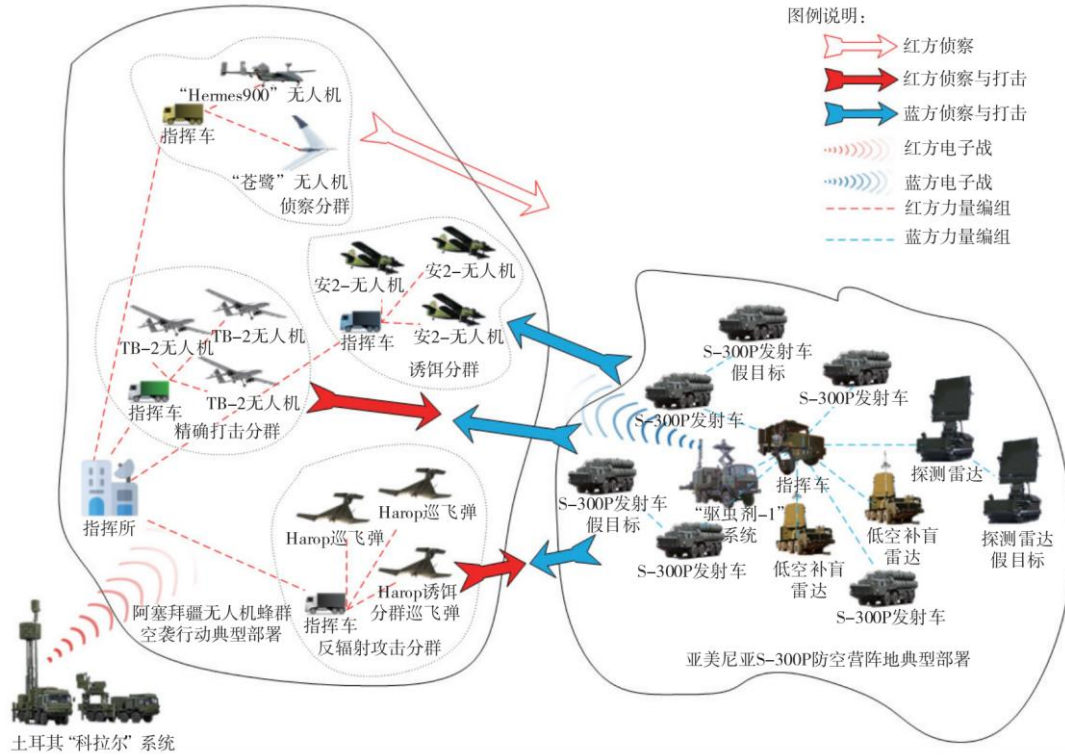 图例说明：
红方侦察
红方侦察与打击
蓝方侦察与打击
红方电子战
蓝方电子战
红方力量编组
蓝方力量编组
“Hermes900”无人机
指挥车
“苍鹭”无人机
侦察分群
安2-无人机
安2-无人机
安2-无人机
指挥车
诱饵分群
TB-2无人机
TB-2无人机
TB-2无人机
指挥车
精确打击分群
指挥所
Harop巡飞弹
Harop巡飞弹
Harop诱饵
分群巡飞弹
指挥车
反辐射攻击分群
阿塞拜疆无人机蜂群
空袭行动典型部署
土耳其“科拉尔”系统
S-300P发射车
假目标
S-300P发射车
S-300P发射车
指挥车
探测雷达
S-300P发射车
假目标
“驱虫剂-1”
系统
低空补盲
雷达
探测雷达
假目标
S-300P发射车
低空补盲
雷达
S-300P发射车
亚美尼亚S-300P防空营阵地典型部署